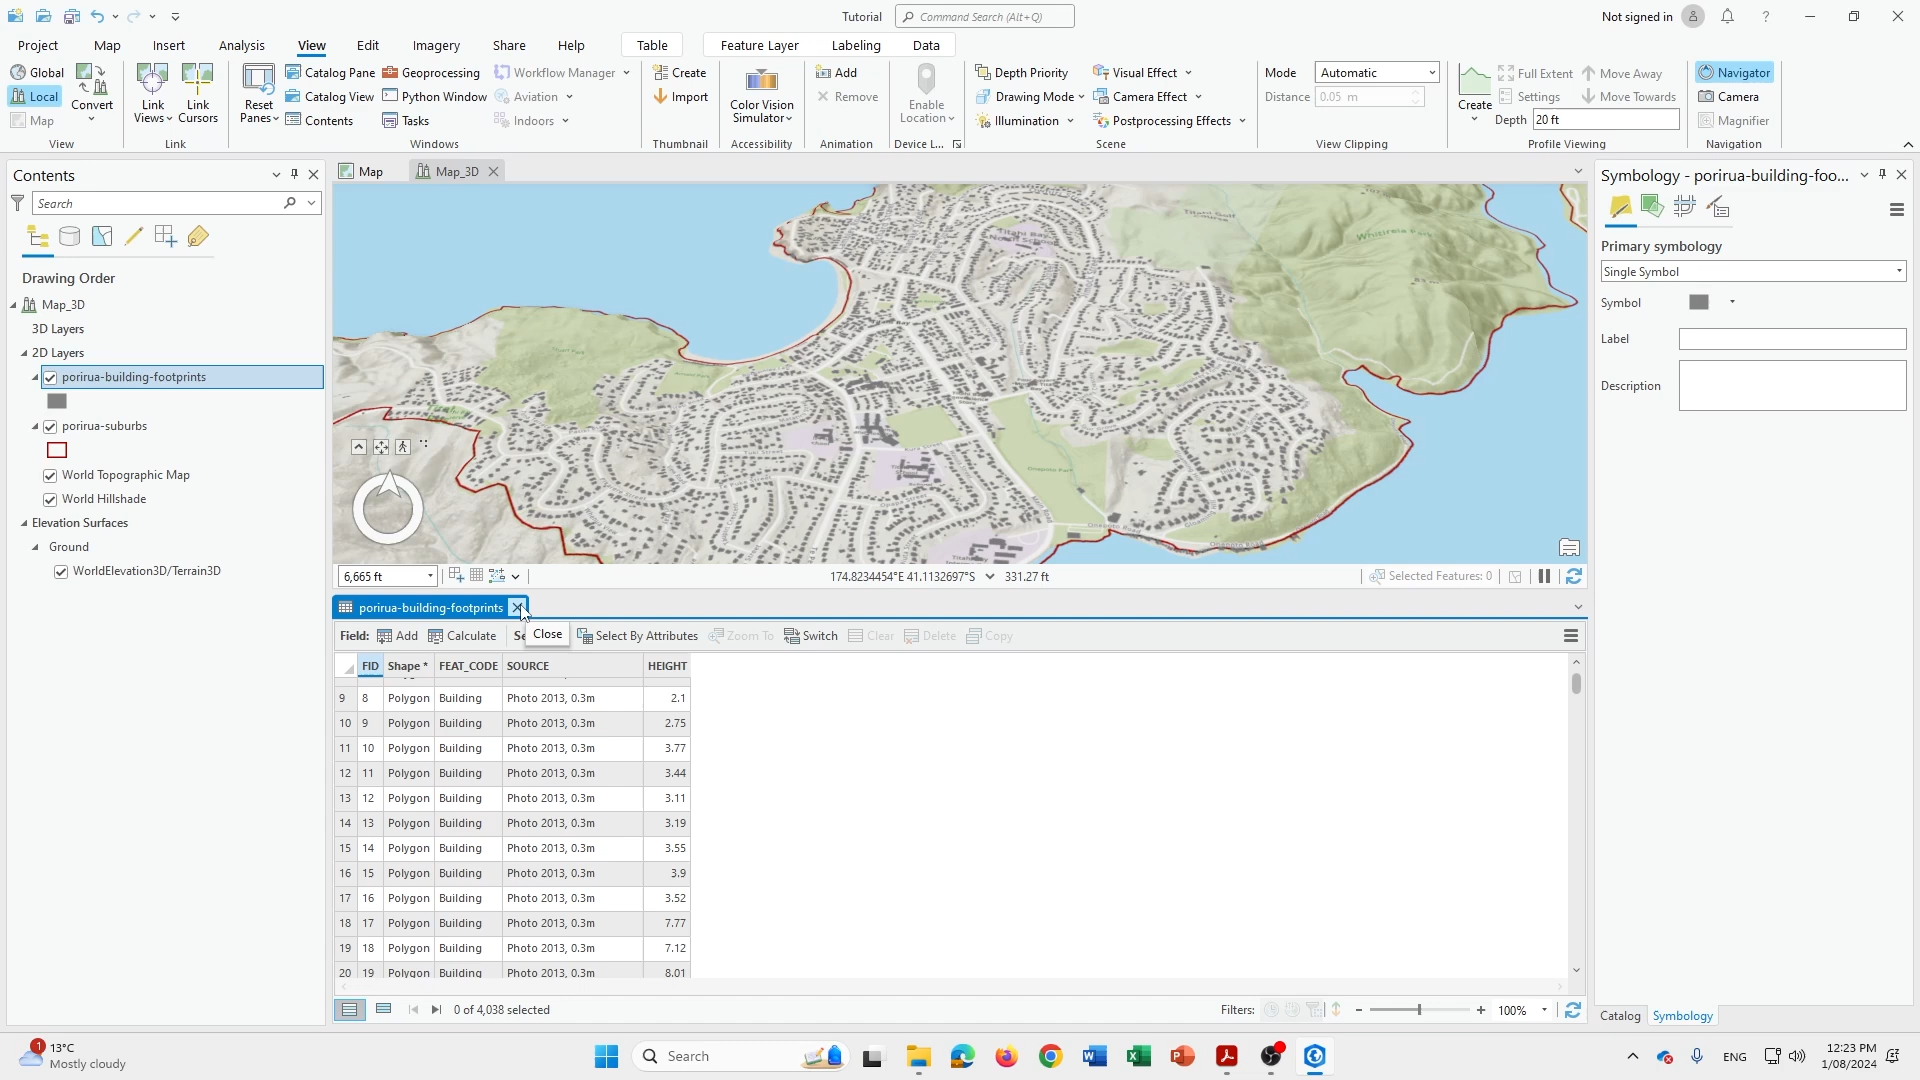 Tutorial
Command Search (Alt+Q)
Not signed in
Project Map Insert Analysis View Edit Imagery Share Help Table Feature Layer Labeling Data
Global
Local
Map
Convert
View
Link Views
Link Cursors
Link
Reset Panes
Catalog Pane
Catalog View
Contents
Geoprocessing
Python Window
Tasks
Workflow Manager
Aviation
Indoors
Windows
Create
Import
Thumbnail
Color Vision Simulator
Accessibility
Add
Remove
Animation
Enable Location
Device L...
Depth Priority
Drawing Mode
Illumination
Visual Effect
Camera Effect
Postprocessing Effects
Scene
Mode Automatic
Distance 0.05 m
View Clipping
Create
Full Extent
Settings
Move Away
Move Towards
Depth 20 ft
Profile Viewing
Navigator
Camera
Magnifier
Navigation
Contents
Search
Drawing Order
Map_3D
3D Layers
2D Layers
porirua-building-footprints
porirua-suburbs
World Topographic Map
World Hillshade
Elevation Surfaces
Ground
WorldElevation3D/Terrain3D
Map
Map_3D
6,665 ft
174.8234454°E 41.1132697°S
331.27 ft
Selected Features: 0
porirua-building-footprints
Close
Field: Add Calculate Se Select By Attributes Zoom To Switch Clear Delete Copy
FID Shape * FEAT_CODE SOURCE HEIGHT
9 8 Polygon Building Photo 2013, 0.3m 2.1
10 9 Polygon Building Photo 2013, 0.3m 2.75
11 10 Polygon Building Photo 2013, 0.3m 3.77
12 11 Polygon Building Photo 2013, 0.3m 3.44
13 12 Polygon Building Photo 2013, 0.3m 3.11
14 13 Polygon Building Photo 2013, 0.3m 3.19
15 14 Polygon Building Photo 2013, 0.3m 3.55
16 15 Polygon Building Photo 2013, 0.3m 3.9
17 16 Polygon Building Photo 2013, 0.3m 3.52
18 17 Polygon Building Photo 2013, 0.3m 7.77
19 18 Polygon Building Photo 2013, 0.3m 7.12
20 19 Polygon Building Photo 2013, 0.3m 8.01
0 of 4,038 selected
Filters:
100%
Symbology - porirua-building-foo...
Primary symbology
Single Symbol
Symbol
Label
Description
Catalog Symbology
1
13°C
Mostly cloudy
Search
ENG
12:23 PM
1/08/2024